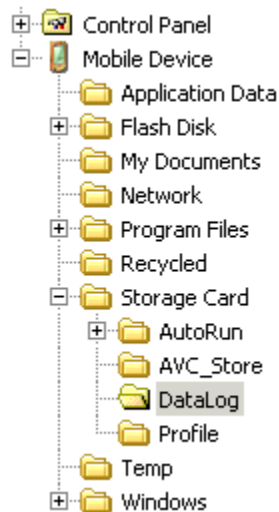 Control Panel
Mobile Device
Application Data
Flash Disk
My Documents
Network
Program Files
Recycled
Storage Card
AutoRun
AVC_Store
DataLog
Profile
Temp
Windows